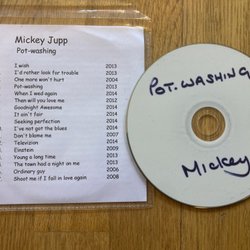 Mickey Jupp
Pot-washing
I wish 2013
I'd rather look for trouble 2013
One more won't hurt 2004
Pot-washing 2013
When I wed again 2014
Then will you love me 2012
Goodnight Awesome 2014
It ain't fair 2014
Seeking perfection 2014
I've not got the blues 2014
Don't blame me 2007
Television 2014
Einstein 2009
Young a long time 2013
The town had a night on me 2013
Ordinary guy 2006
Shoot me if I fall in love again 2008
POT-WASHING
Mickey